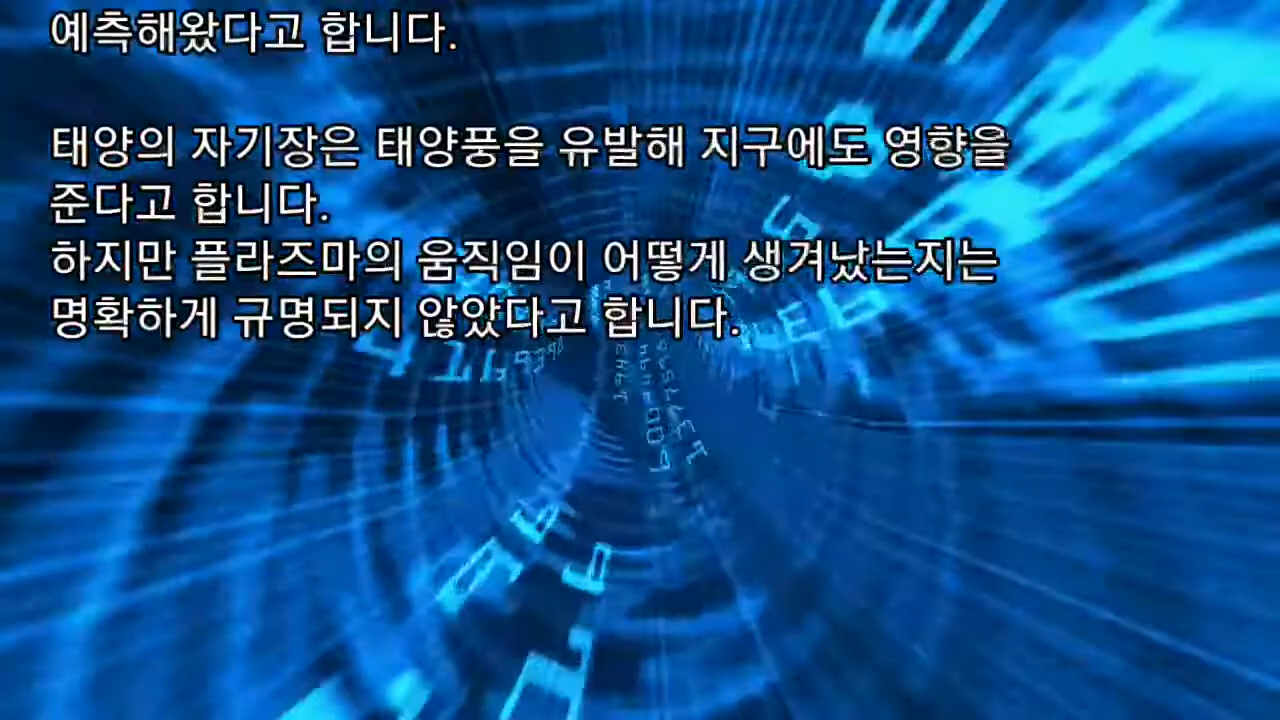 예측해왔다고 합니다.
태양의 자기장은 태양풍을 유발해 지구에도 영향을
준다고 합니다.
하지만 플라즈마의 움직임이 어떻게 생겨났는지는
명확하게 규명되지 않았다고 합니다.